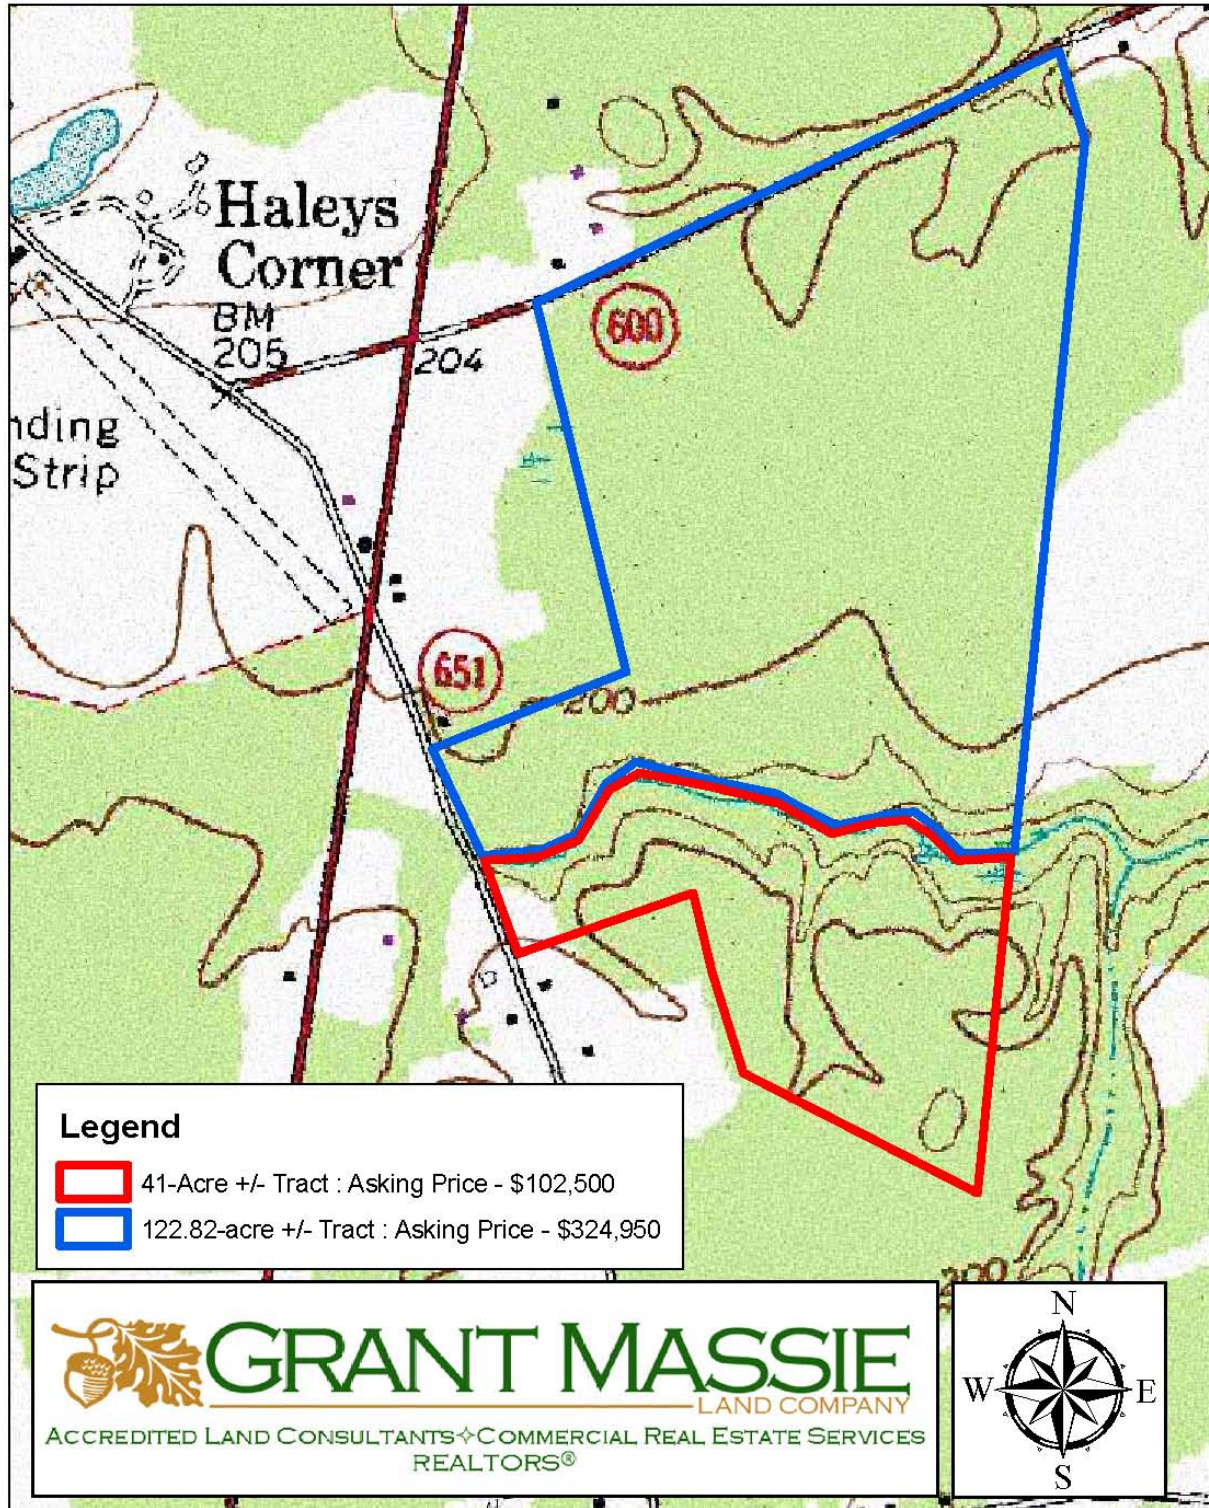 Haleys
Corner
BM
205
204
600
nding
Strip
651
200
200
Legend
41-Acre +/- Tract : Asking Price - $102,500
122.82-acre +/- Tract : Asking Price - $324,950
GRANT MASSIE
LAND COMPANY
ACCREDITED LAND CONSULTANTS✧COMMERCIAL REAL ESTATE SERVICES
REALTORS®
N
W E
S